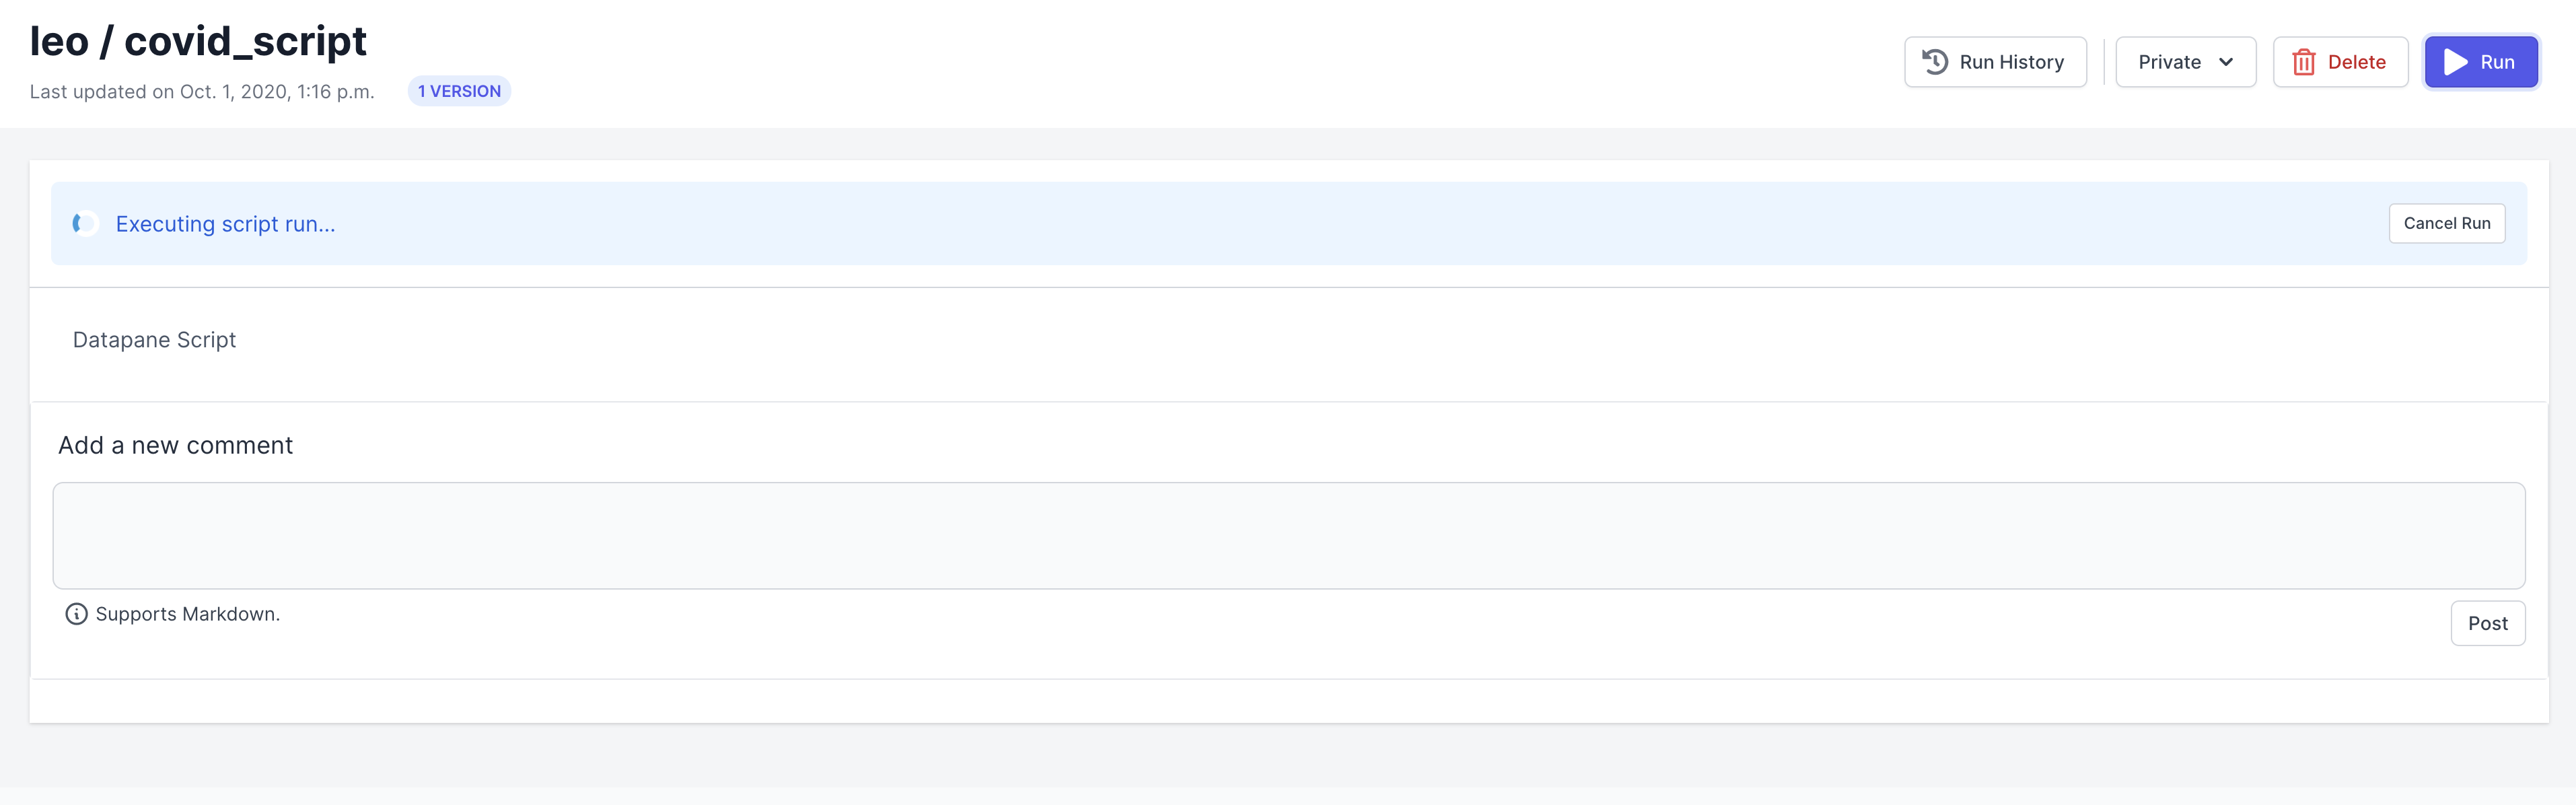 leo / covid_script
Last updated on Oct. 1, 2020, 1:16 p.m.
1 VERSION
Run History
Private
Delete
Run
Executing script run...
Cancel Run
Datapane Script
Add a new comment
Supports Markdown.
Post